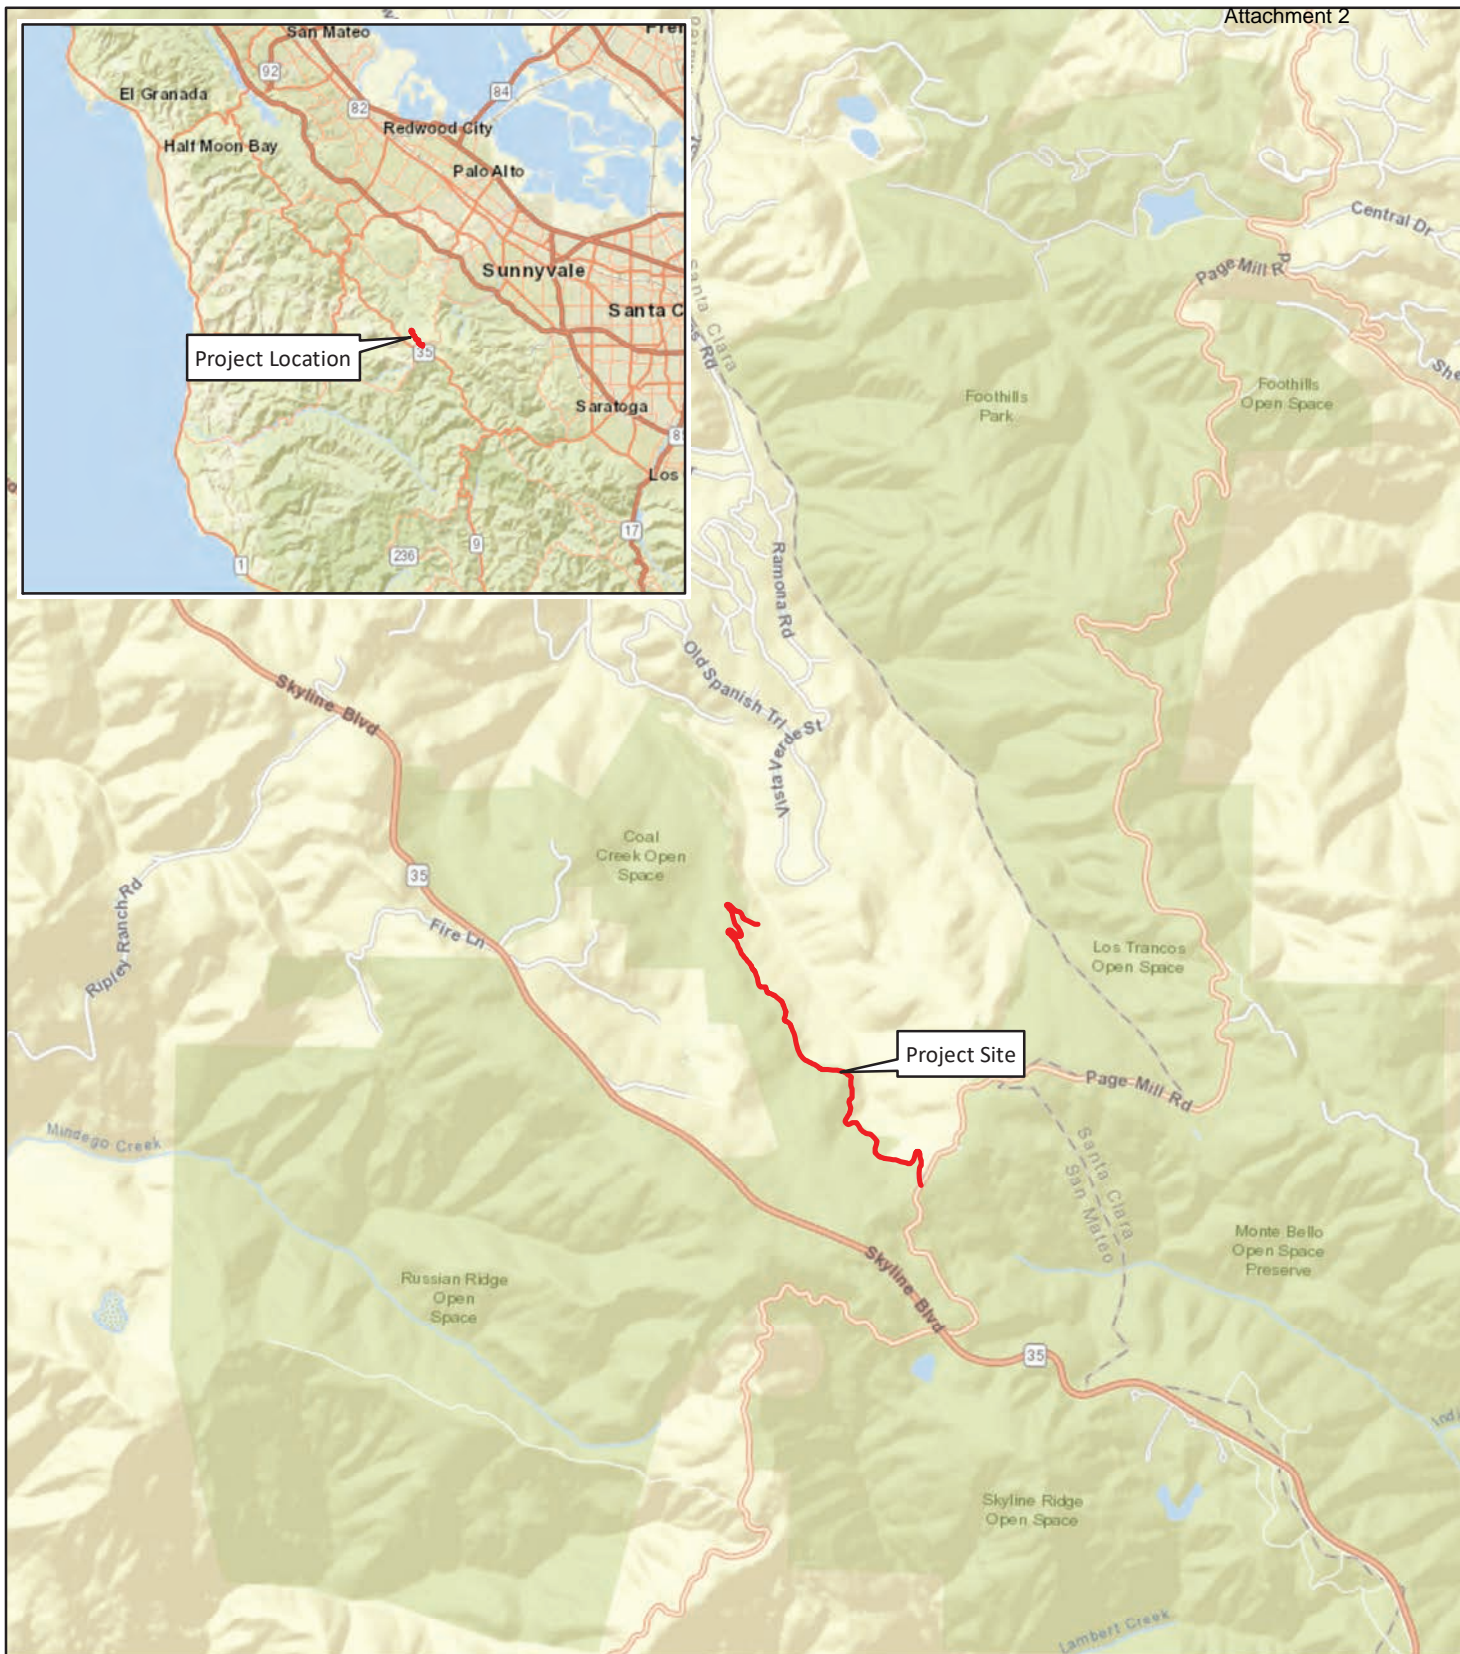 Attachment 2
San Mateo
92
El Granada
84
82
Redwood City
Half Moon Bay
Palo Alto
Sunnyvale
Santa C
Project Location
35
Saratoga
Los
17
236
9
1
Central Dr
Page Mill R
Santa Clara
Foothills
Park
Foothills
Open Space
Ramona Rd
Old Spanish Trl
Vista Verde St
Skyline Blvd
Coal
Creek Open
Space
35
Ripley Ranch Rd
Fire Ln
Los Trancos
Open Space
Project Site
Page Mill Rd
Mindego Creek
Santa Clara
San Mateo
Monte Bello
Open Space
Preserve
Russian Ridge
Open
Space
Skyline Blvd
35
Skyline Ridge
Open Space
Lambert Creek